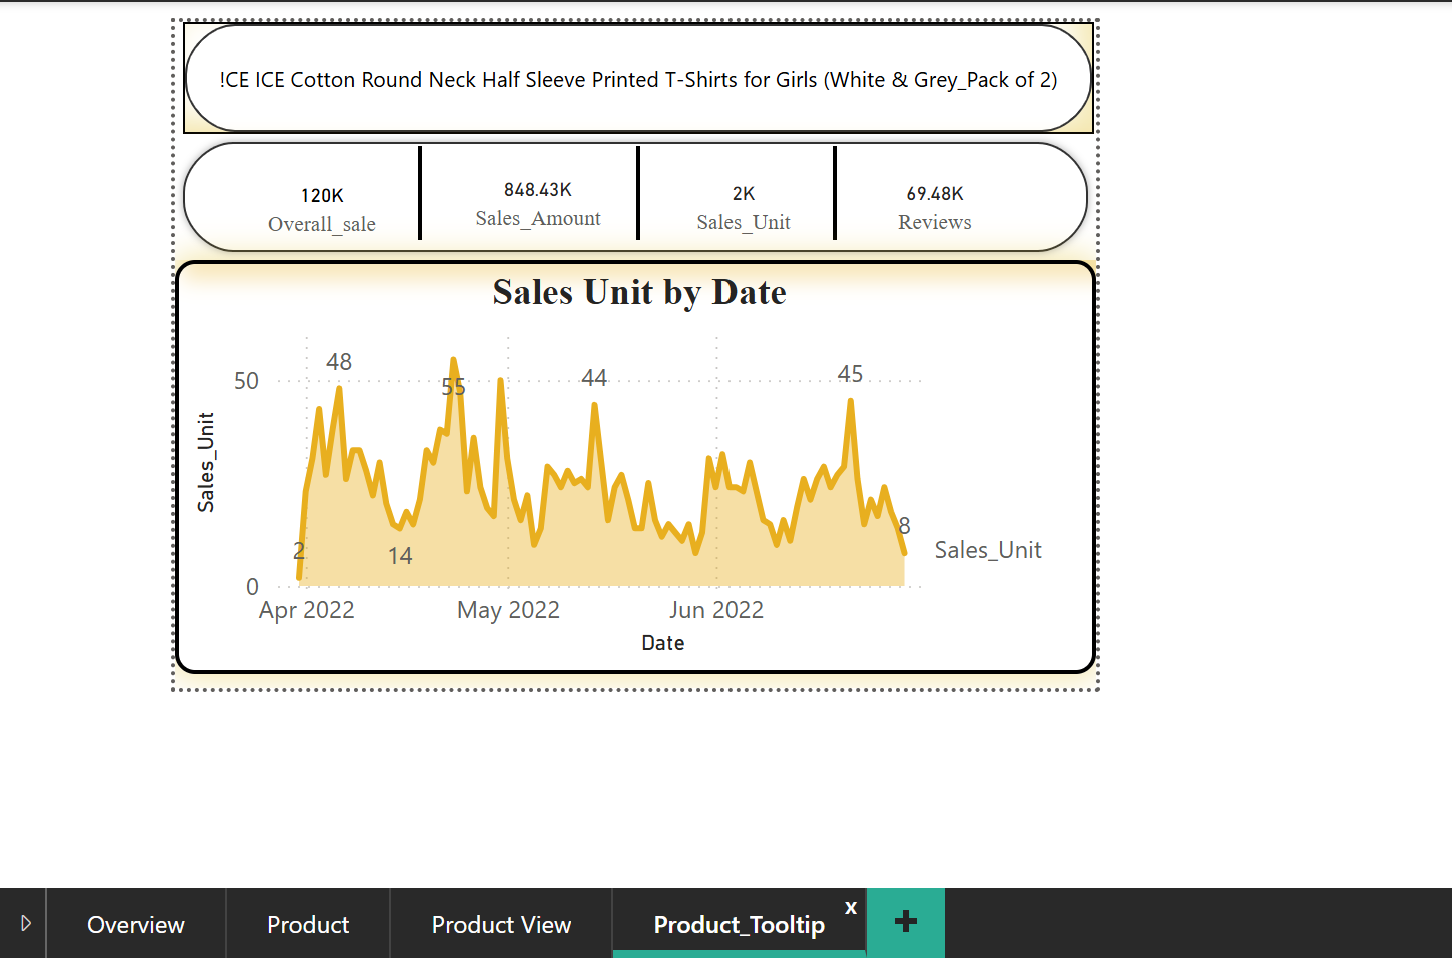 !CE ICE Cotton Round Neck Half Sleeve Printed T-Shirts for Girls (White & Grey_Pack of 2)
120K
Overall_sale
848.43K
Sales_Amount
2K
Sales_Unit
69.48K
Reviews
Sales Unit by Date
Sales_Unit
50
0
48
55
44
45
2
14
8
Sales_Unit
Apr 2022
May 2022
Jun 2022
Date
Overview
Product
Product View
Product_Tooltip
x
+